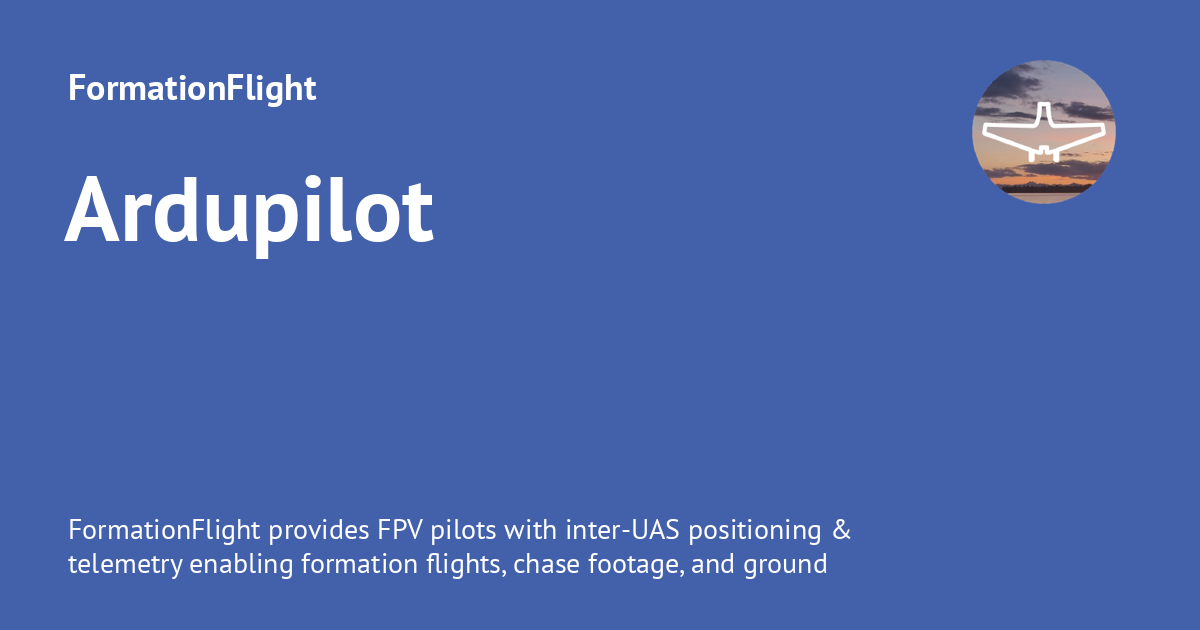 FormationFlight
Ardupilot
FormationFlight provides FPV pilots with inter-UAS positioning &
telemetry enabling formation flights, chase footage, and ground